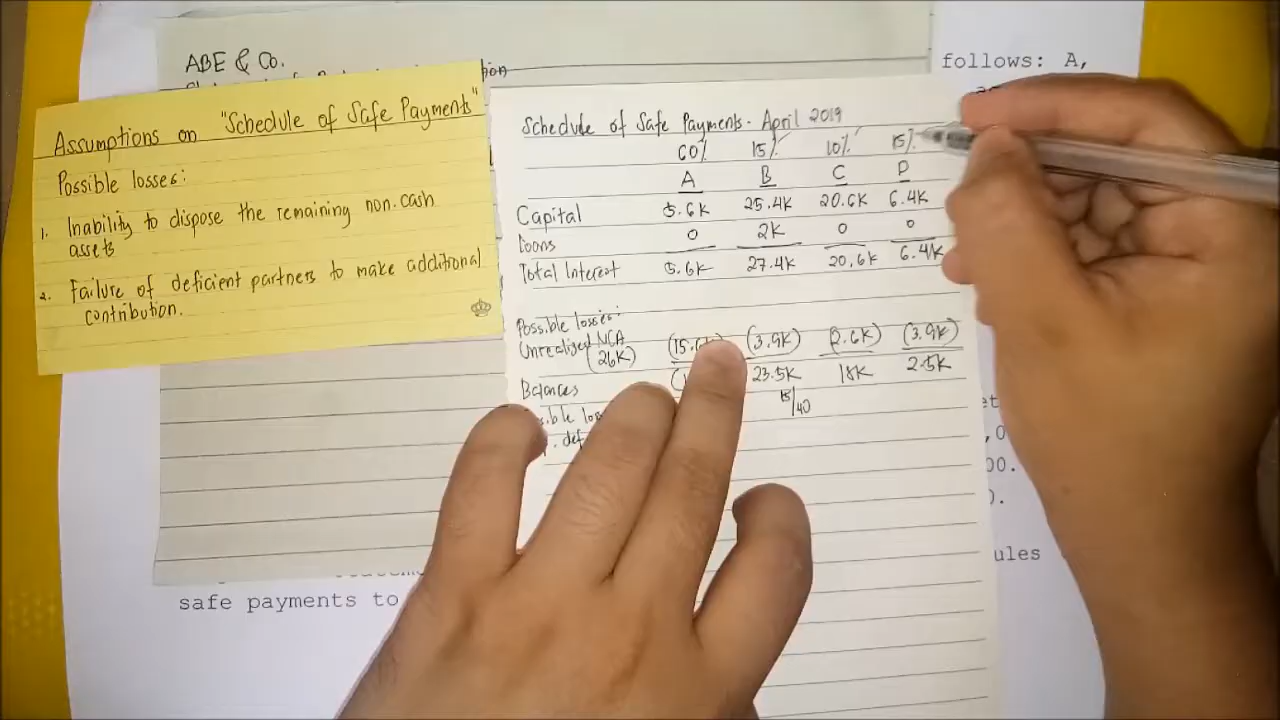 ABE & Co.
follows: A,
Assumptions on "Schedule of Safe Payments"
Possible losses:
1. Inability to dispose the remaining non-cash
assets
2. Failure of deficient partners to make additional
contribution.
Schedule of Safe Payments - April 2019
60% 15% 10% 15%
A B C D
Capital 5.6K 25.4K 20.6K 6.4K
Loans 0 2K 0 0
Total Interest 5.6K 27.4K 20.6K 6.4K
Possible losses:
Unrealized NCA
(26K) (3.9K) (2.6K) (3.9K)
Balances 23.5K 18K 2.5K
15/40
ules
safe payments to